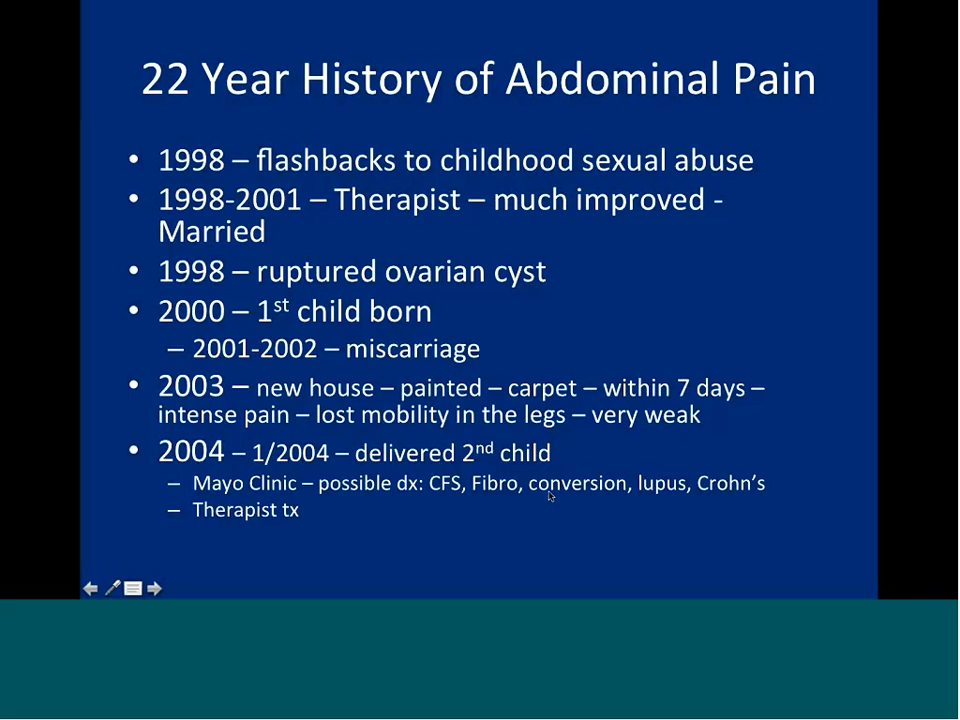 22 Year History of Abdominal Pain
• 1998 – flashbacks to childhood sexual abuse
• 1998-2001 – Therapist – much improved -
Married
• 1998 – ruptured ovarian cyst
• 2000 – 1st child born
– 2001-2002 – miscarriage
• 2003 – new house – painted – carpet – within 7 days –
intense pain – lost mobility in the legs – very weak
• 2004 – 1/2004 – delivered 2nd child
– Mayo Clinic – possible dx: CFS, Fibro, conversion, lupus, Crohn's
– Therapist tx